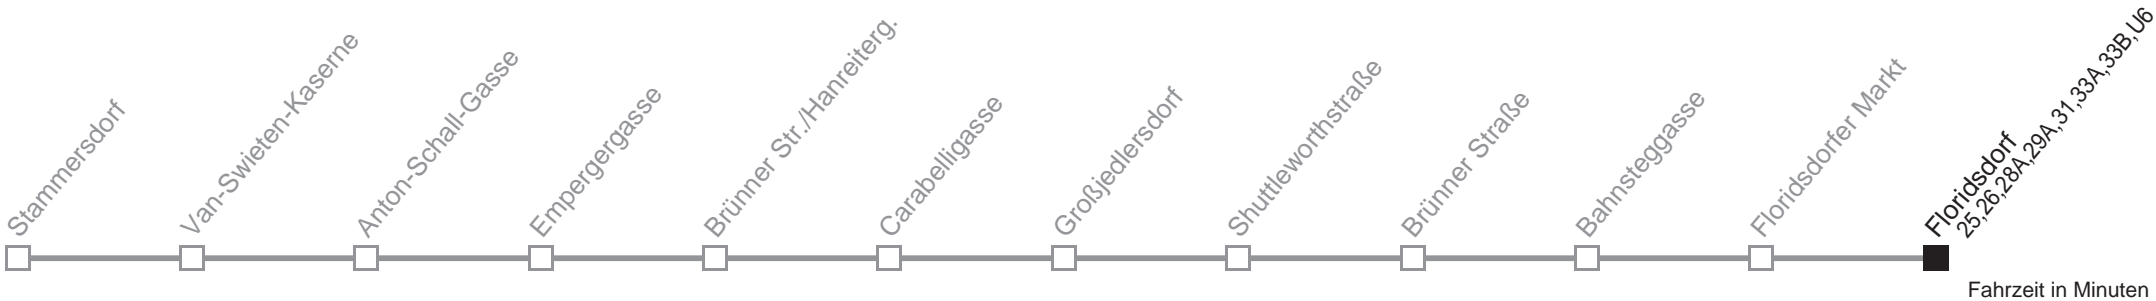 Stammersdorf
Van-Swieten-Kaserne
Anton-Schall-Gasse
Empergergasse
Brünner Str./Hanreiterg.
Carabelligasse
Großjedlersdorf
Shuttleworthstraße
Brünner Straße
Bahnsteggasse
Floridsdorfer Markt
Floridsdorf
25,26,28A,29A,31,33A,33B,U6
Fahrzeit in Minuten